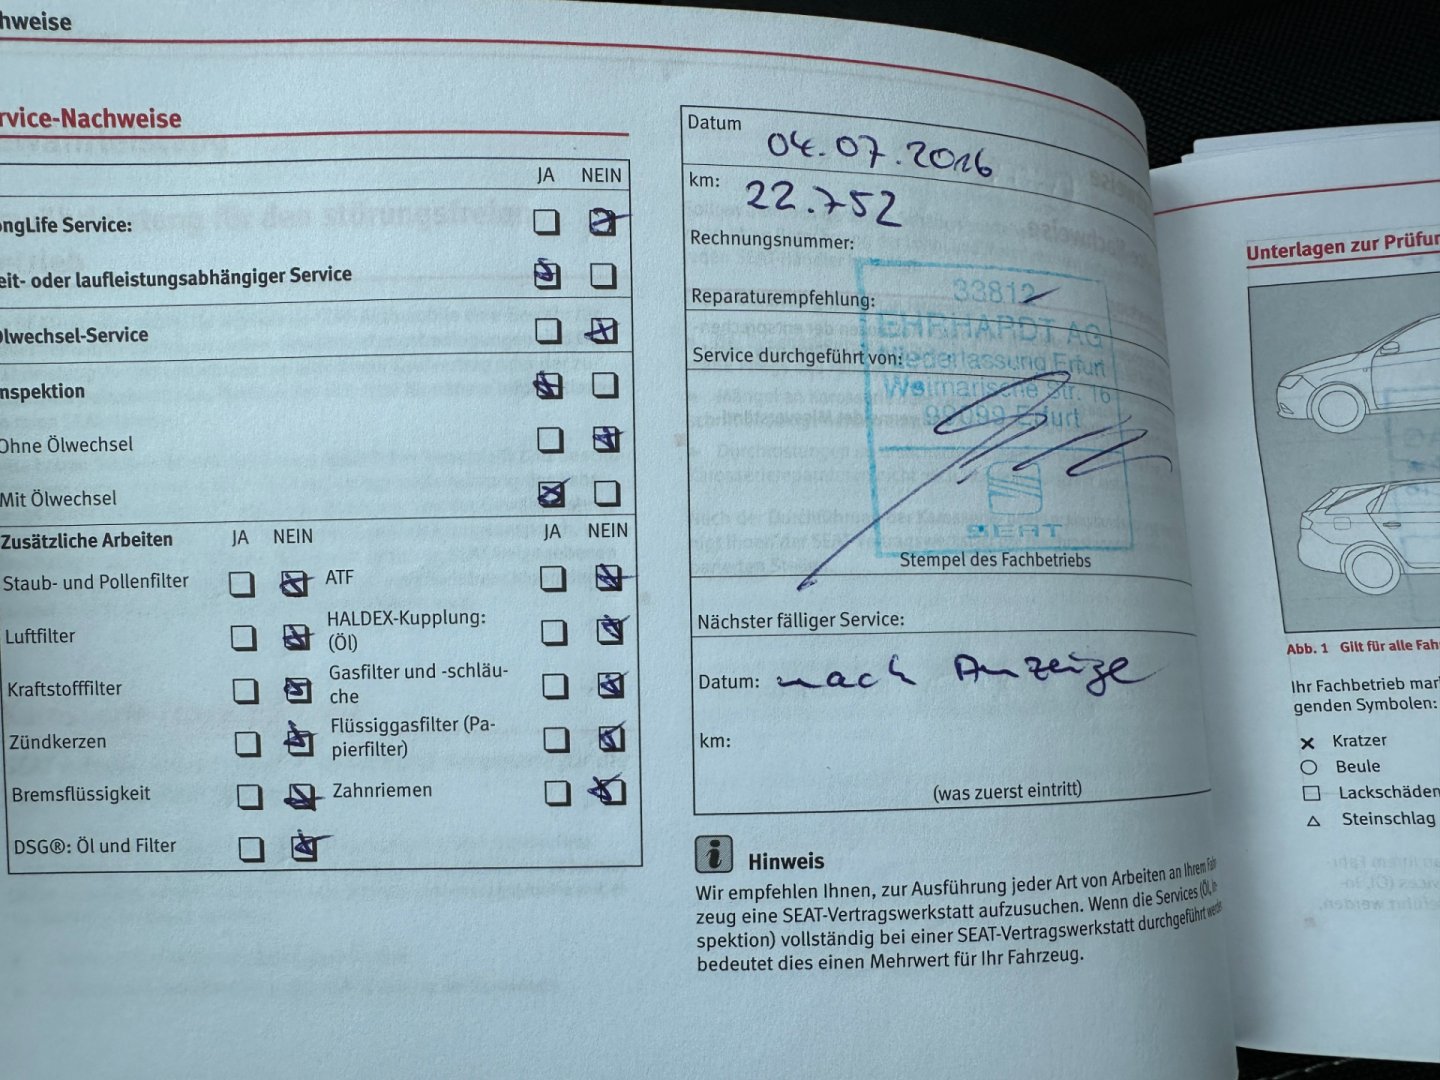 hweise
rvice-Nachweise
JA NEIN
ongLife Service:
eit- oder laufleistungsabhängiger Service
lwechsel-Service
nspektion
Ohne Ölwechsel
Mit Ölwechsel
Zusätzliche Arbeiten JA NEIN JA NEIN
Staub- und Pollenfilter ATF
Luftfilter HALDEX-Kupplung:
(Öl)
Kraftstofffilter Gasfilter und -schläu-
che
Zündkerzen Flüssiggasfilter (Pa-
pierfilter)
Bremsflüssigkeit Zahnriemen
DSG®: Öl und Filter
Datum 04.07.2016
km: 22.752
Rechnungsnummer:
Reparaturempfehlung:
Service durchgeführt von:
33812
EHRHARDT AG
Niederlassung Erfurt
Weimarische Str. 16
99099 Erfurt
SEAT
Stempel des Fachbetriebs
Nächster fälliger Service:
Datum: nach Anzeige
km:
(was zuerst eintritt)
i Hinweis
Wir empfehlen Ihnen, zur Ausführung jeder Art von Arbeiten an Ihrem Fahr
zeug eine SEAT-Vertragswerkstatt aufzusuchen. Wenn die Services (Öl, In
spektion) vollständig bei einer SEAT-Vertragswerkstatt durchgeführt werde
bedeutet dies einen Mehrwert für Ihr Fahrzeug.
Unterlagen zur Prüfun
Abb. 1 Gilt für alle Fah
Ihr Fachbetrieb mar
genden Symbolen:
Kratzer
Beule
Lackschäden
Steinschlag